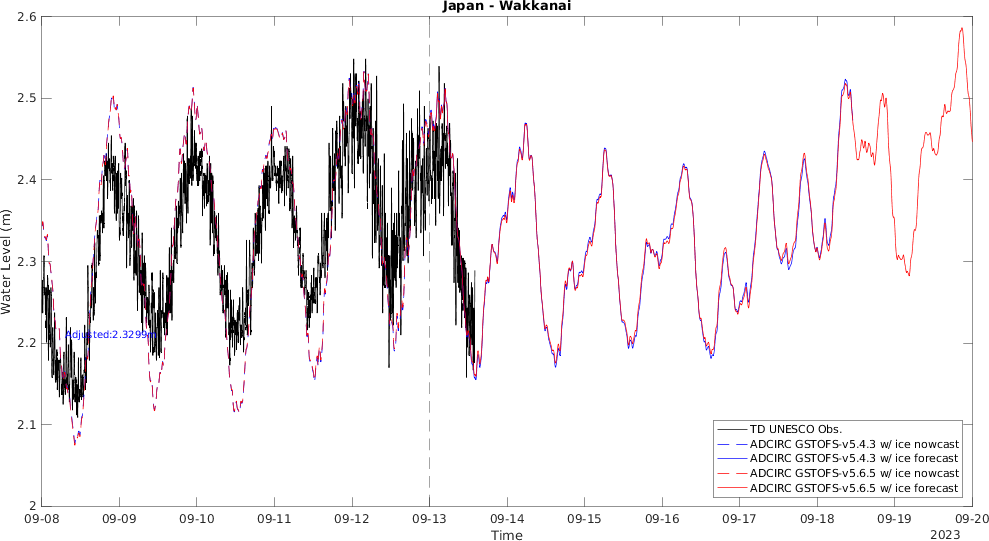 Japan - Wakkanai
2.6
2.5
2.4
2.3
2.2
2.1
2
Water Level (m)
Adjusted:2.3299m
TD UNESCO Obs.
ADCIRC GSTOFS-v5.4.3 w/ ice nowcast
ADCIRC GSTOFS-v5.4.3 w/ ice forecast
ADCIRC GSTOFS-v5.6.5 w/ ice nowcast
ADCIRC GSTOFS-v5.6.5 w/ ice forecast
09-08 09-09 09-10 09-11 09-12 09-13 09-14 09-15 09-16 09-17 09-18 09-19 09-20
Time
2023